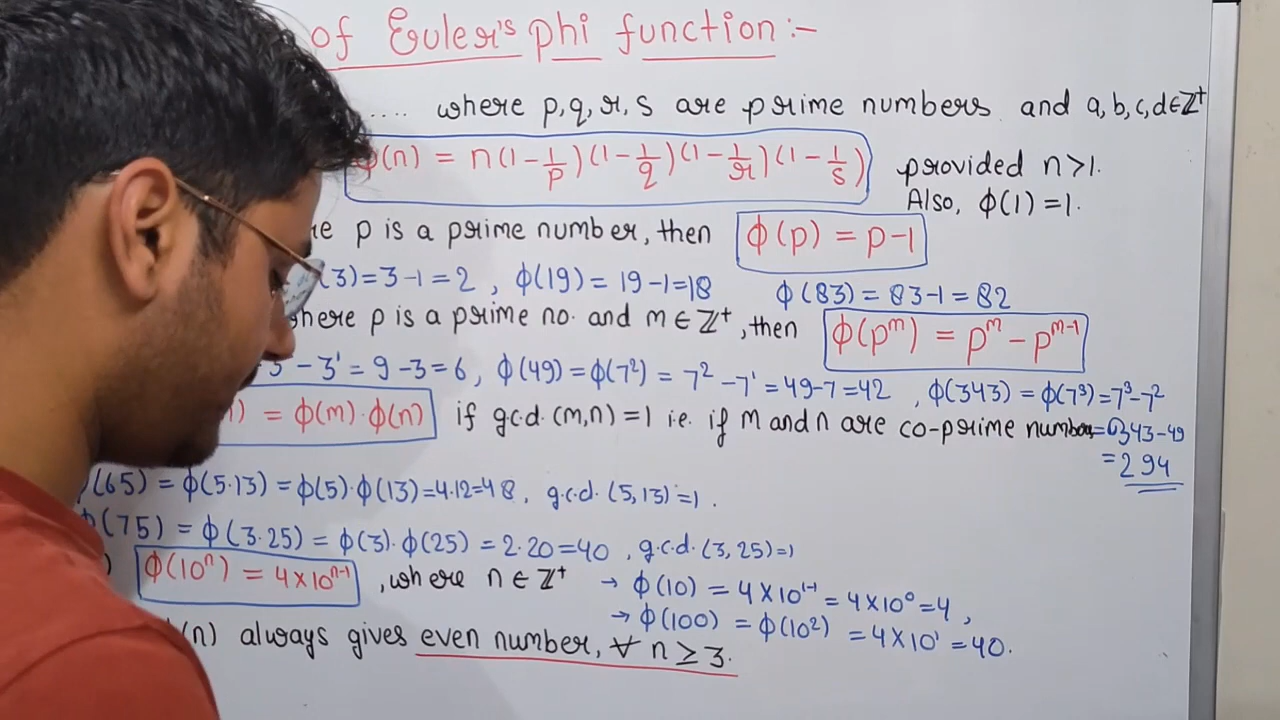 of Euler's phi function :-
.... where p, q, r, s are prime numbers and a, b, c, d ∈ Z⁺
φ(n) = n(1 - 1/p)(1 - 1/q)(1 - 1/r)(1 - 1/s) provided n > 1.
Also, φ(1) = 1.
p is a prime number, then φ(p) = p-1
(3) = 3-1 = 2 , φ(19) = 19-1 = 18 φ(83) = 83-1 = 82
where p is a prime no. and m ∈ Z⁺, then φ(pᵐ) = pᵐ - pᵐ⁻¹
- 3¹ = 9-3 = 6 , φ(49) = φ(7²) = 7² - 7¹ = 49-7 = 42 , φ(343) = φ(7³) = 7³-7²
= φ(m)·φ(n) if g.c.d. (m,n) = 1 i.e. if m and n are co-prime
= 343-49
= 294
(65) = φ(5·13) = φ(5)·φ(13) = 4·12 = 48 , g.c.d. (5,13) = 1 .
φ(75) = φ(3·25) = φ(3)·φ(25) = 2·20 = 40 , g.c.d. (3,25) = 1
) φ(10ⁿ) = 4×10ⁿ⁻¹ , where n ∈ Z⁺ → φ(10) = 4×10¹⁻¹ = 4×10⁰ = 4 ,
→ φ(100) = φ(10²) = 4×10¹ = 40.
(n) always gives even number, ∀ n ≥ 3.